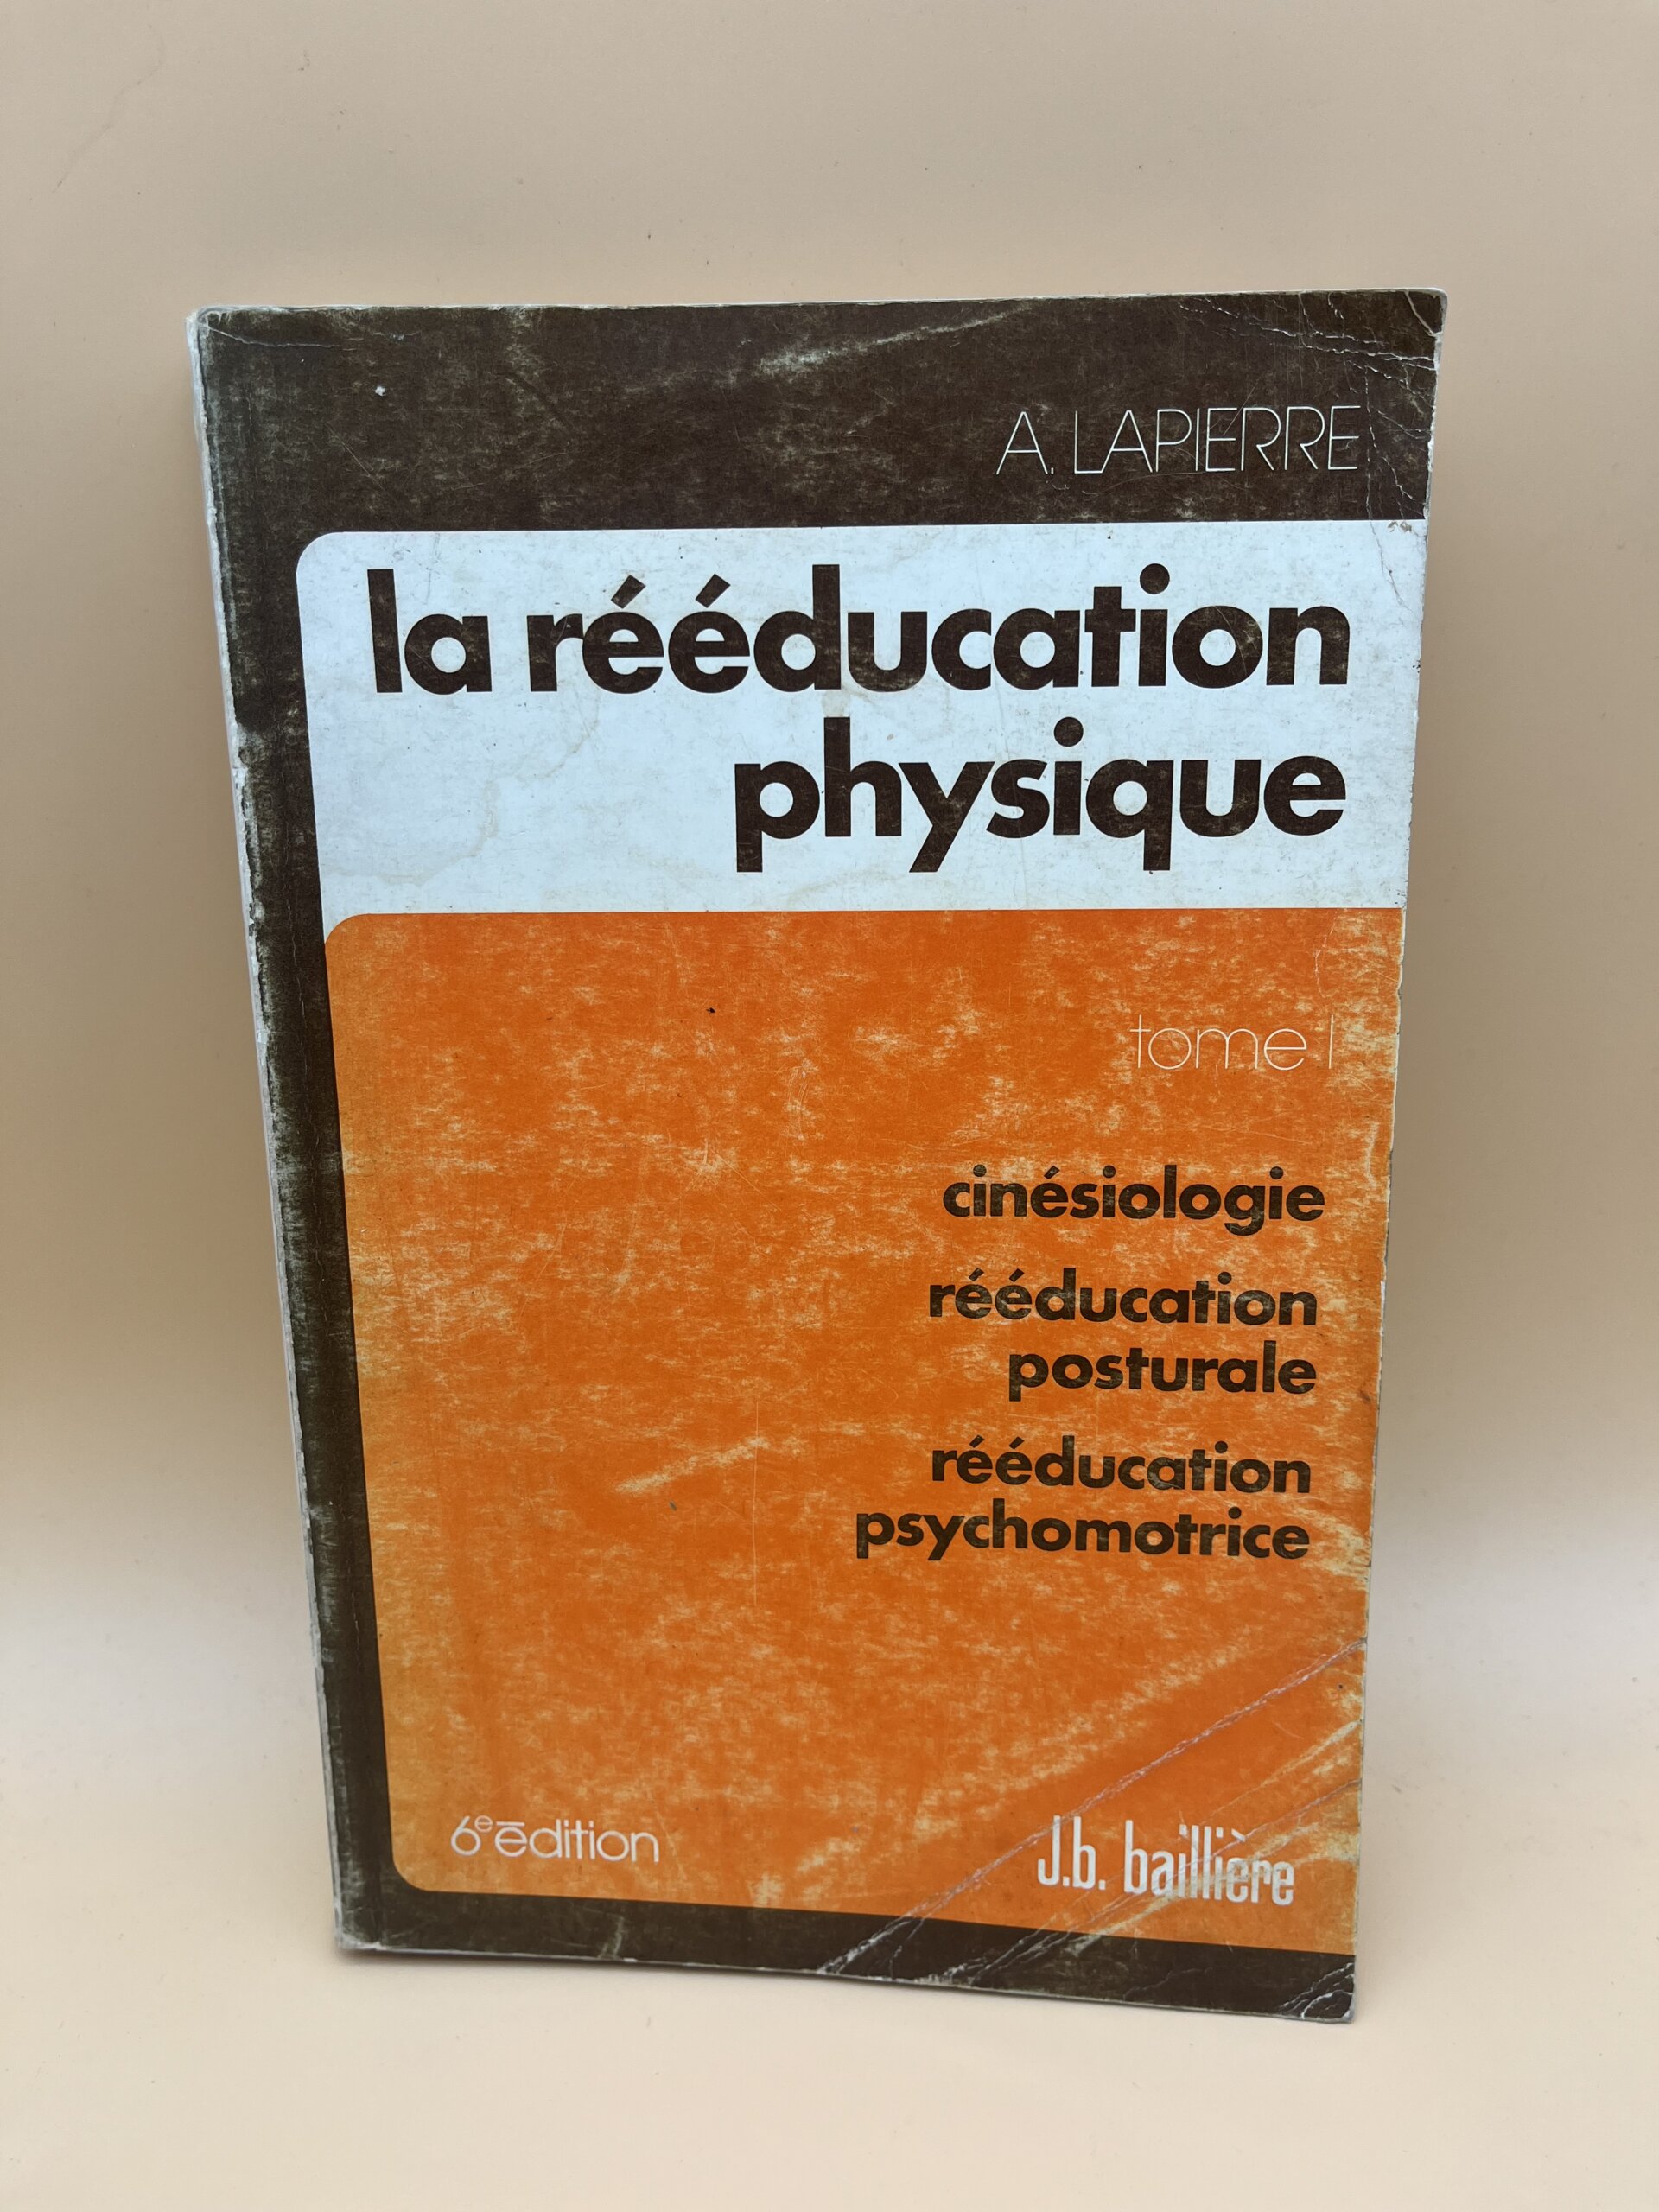 A. LAPIERRE
la rééducation
physique
tome I
cinésiologie
rééducation
posturale
rééducation
psychomotrice
6e édition
J.b. baillière